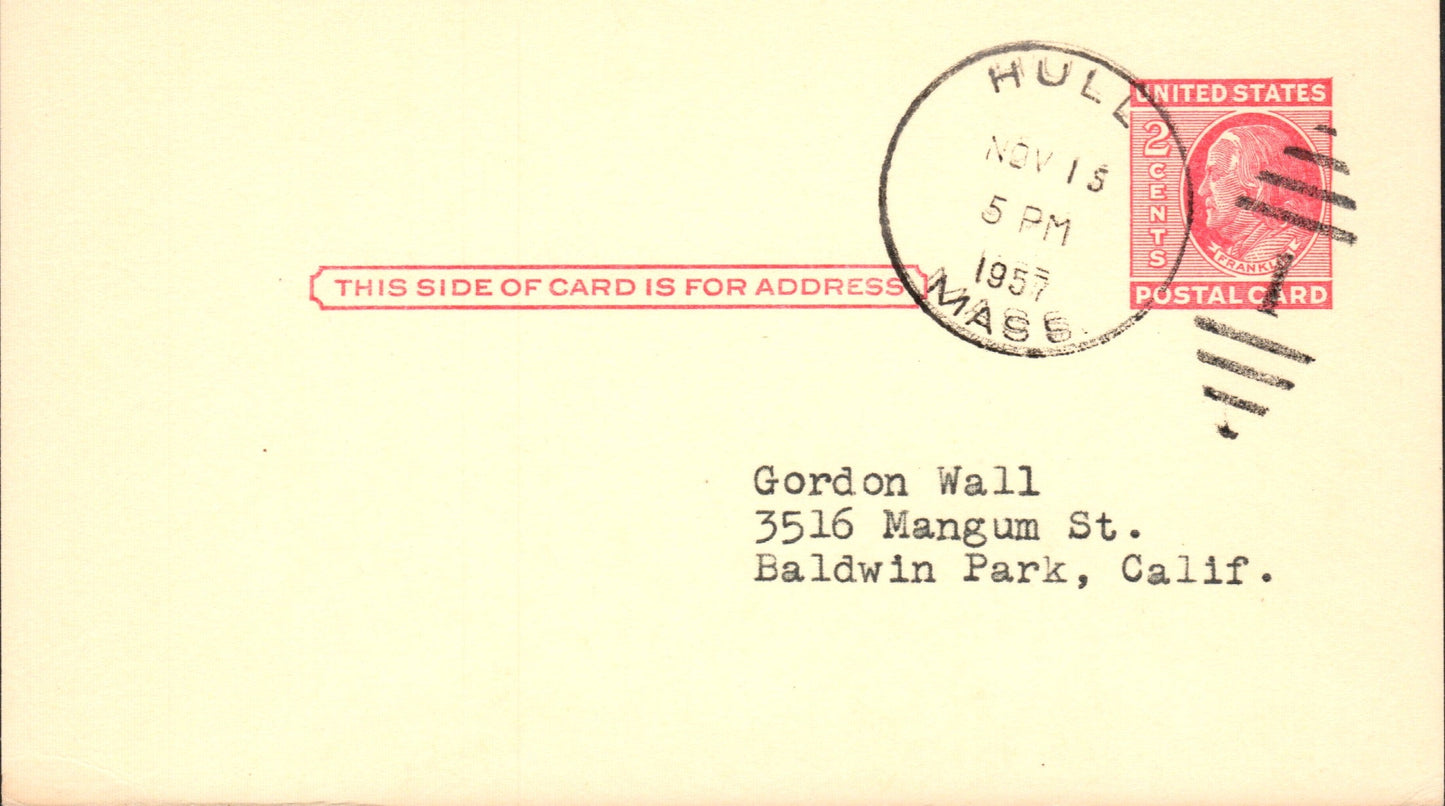 HULL
NOV 15
5 PM
1957
MASS.
UNITED STATES
2 CENTS
FRANKLIN
POSTAL CARD
THIS SIDE OF CARD IS FOR ADDRESS
1
Gordon Wall
3516 Mangum St.
Baldwin Park, Calif.